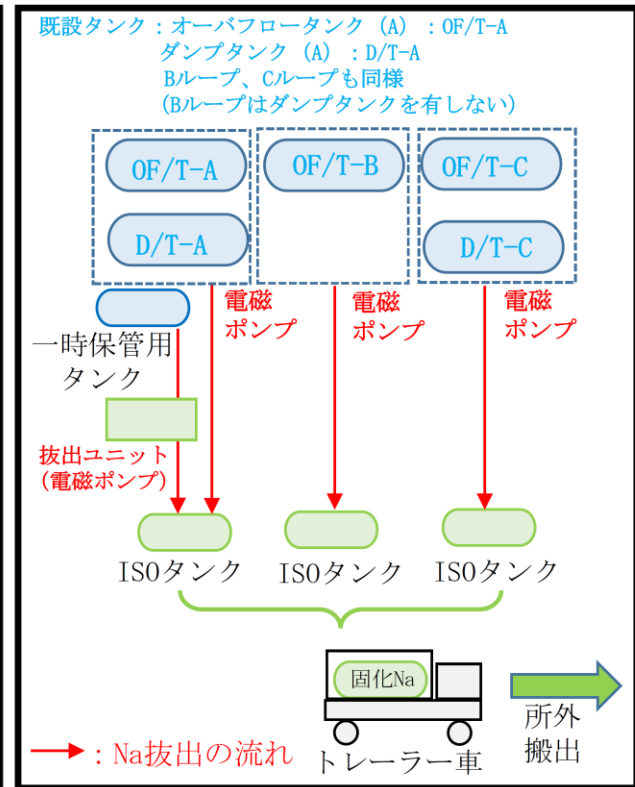 既設タンク：オーバフロータンク（A）：OF/T-A
ダンプタンク（A）：D/T-A
Bループ、Cループも同様
(Bループはダンプタンクを有しない)
OF/T-A
OF/T-B
OF/T-C
D/T-A
D/T-C
電磁
ポンプ
電磁
ポンプ
電磁
ポンプ
一時保管用
タンク
抜出ユニット
(電磁ポンプ)
ISOタンク
ISOタンク
ISOタンク
固化Na
所外
搬出
：Na抜出の流れ
トレーラー車